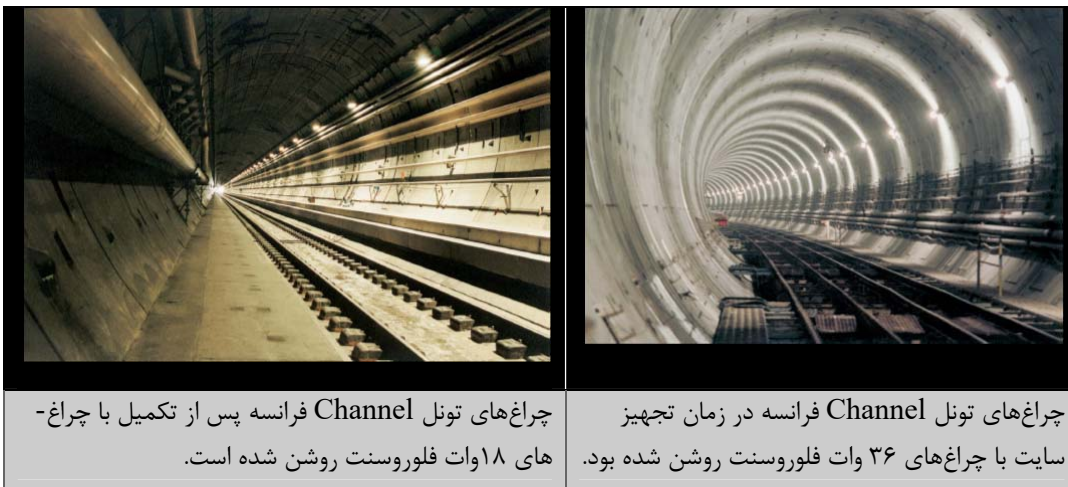 چراغ‌های تونل Channel فرانسه در زمان تجهیز
سایت با چراغ‌های ۳۶ وات فلوروسنت روشن شده بود.
چراغ‌های تونل Channel فرانسه پس از تکمیل با چراغ-
های ۱۸وات فلوروسنت روشن شده است.